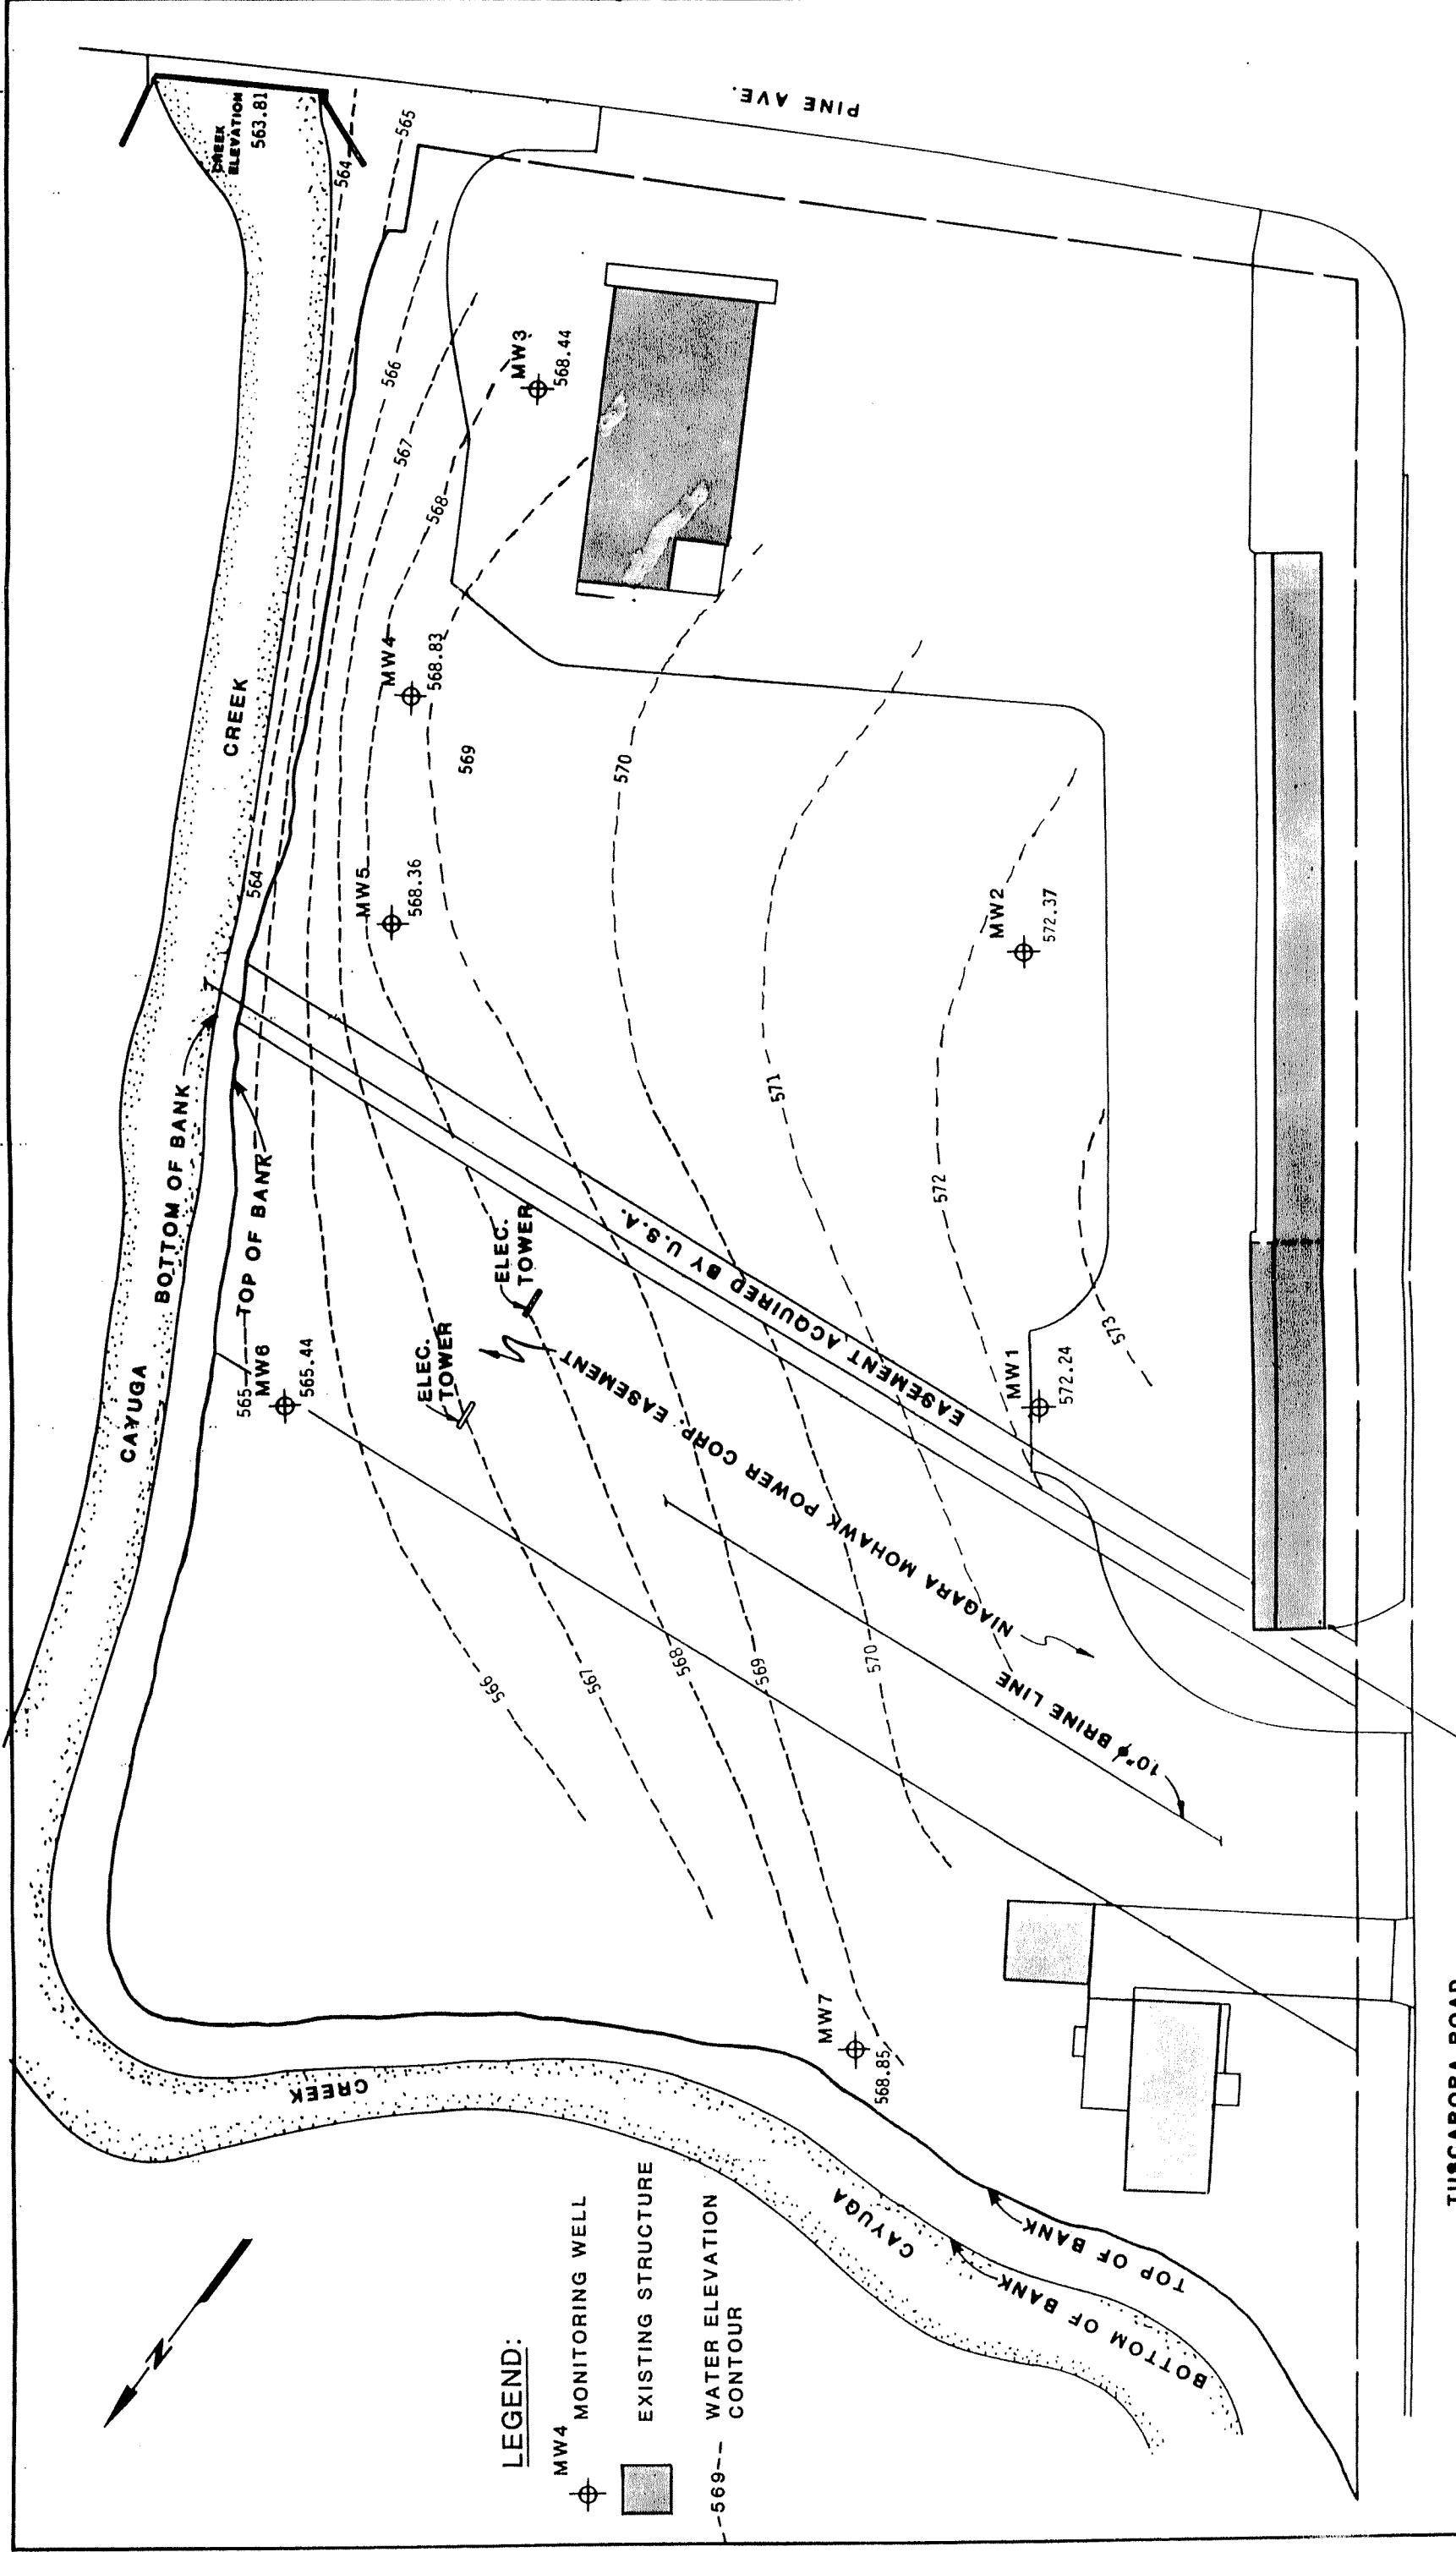 PINE AVE.
CREEK
ELEVATION
563.81
564
565
566
567
568
MW3
568.44
MW4
568.83
569
570
571
CREEK
564
MW5
568.36
MW2
572.37
572
573
CAYUGA
BOTTOM OF BANK
TOP OF BANK
565
MW6
565.44
ELEC.
TOWER
ELEC.
TOWER
EASEMENT ACQUIRED BY U.S.A.
NIAGARA MOHAWK POWER CORP. EASEMENT
10"φ BRINE LINE
MW1
572.24
566
567
568
569
570
MW7
568.85
CREEK
CAYUGA
TOP OF BANK
BOTTOM OF BANK
N
LEGEND:
MW4
MONITORING WELL
EXISTING STRUCTURE
-569-- WATER ELEVATION
CONTOUR
TUSCARORA ROAD